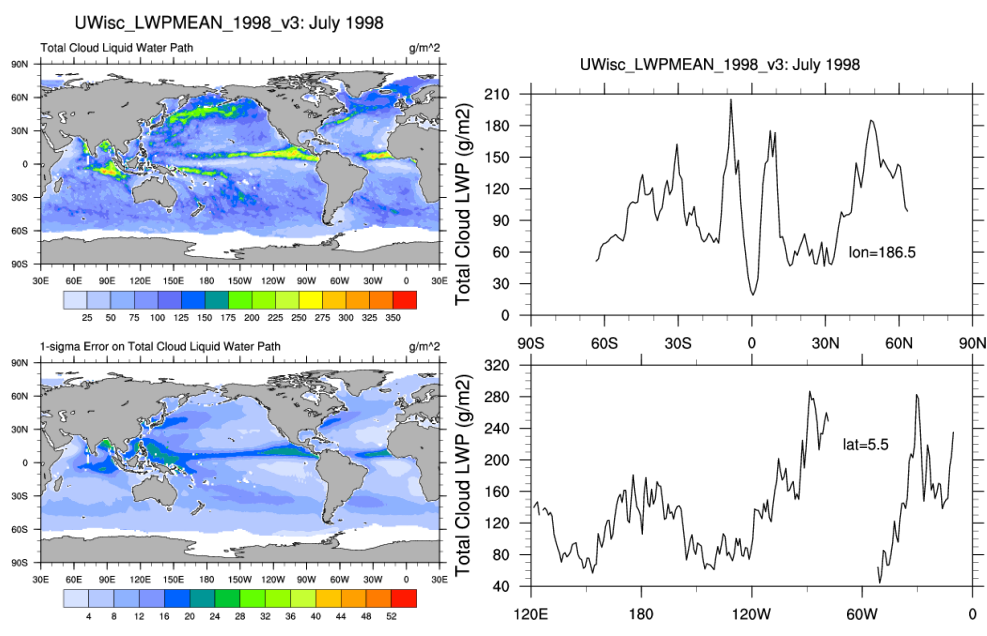 UWisc_LWPMEAN_1998_v3: July 1998
Total Cloud Liquid Water Path g/m^2
90N
60N
30N
0
30S
60S
90S
30E 60E 90E 120E 150E 180 150W 120W 90W 60W 30W 0 30E
25 50 75 100 125 150 175 200 225 250 275 300 325 350
1-sigma Error on Total Cloud Liquid Water Path g/m^2
90N
60N
30N
0
30S
60S
90S
30E 60E 90E 120E 150E 180 150W 120W 90W 60W 30W 0 30E
4 8 12 16 20 24 28 32 36 40 44 48 52
UWisc_LWPMEAN_1998_v3: July 1998
Total Cloud LWP (g/m2)
210
180
150
120
90
60
30
0
lon=186.5
90S 60S 30S 0 30N 60N 90N
Total Cloud LWP (g/m2)
320
280
240
200
160
120
80
40
lat=5.5
120E 180 120W 60W 0